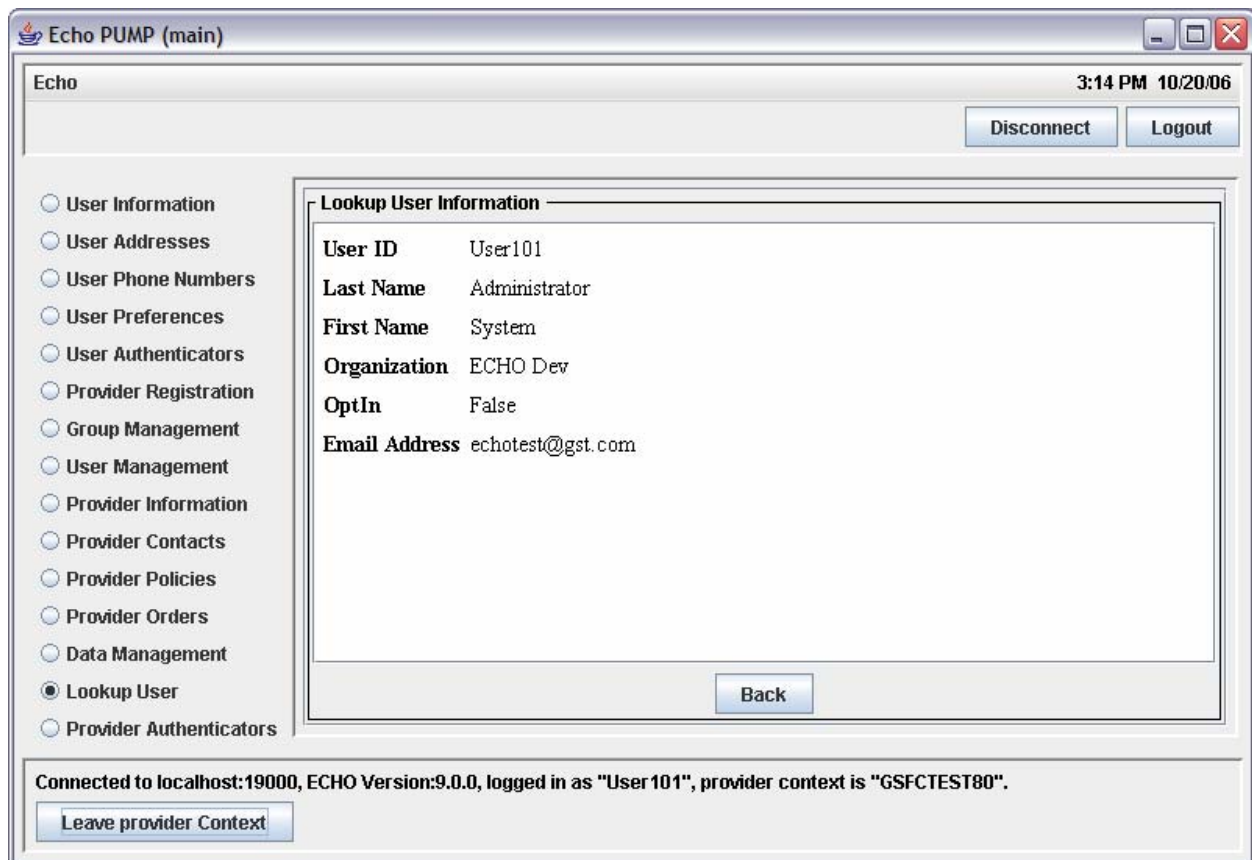 Echo PUMP (main)
Echo 3:14 PM 10/20/06
Disconnect Logout
User Information
User Addresses
User Phone Numbers
User Preferences
User Authenticators
Provider Registration
Group Management
User Management
Provider Information
Provider Contacts
Provider Policies
Provider Orders
Data Management
Lookup User
Provider Authenticators
Lookup User Information
User ID User101
Last Name Administrator
First Name System
Organization ECHO Dev
OptIn False
Email Address echotest@gst.com
Back
Connected to localhost:19000, ECHO Version:9.0.0, logged in as "User101", provider context is "GSFCTEST80".
Leave provider Context